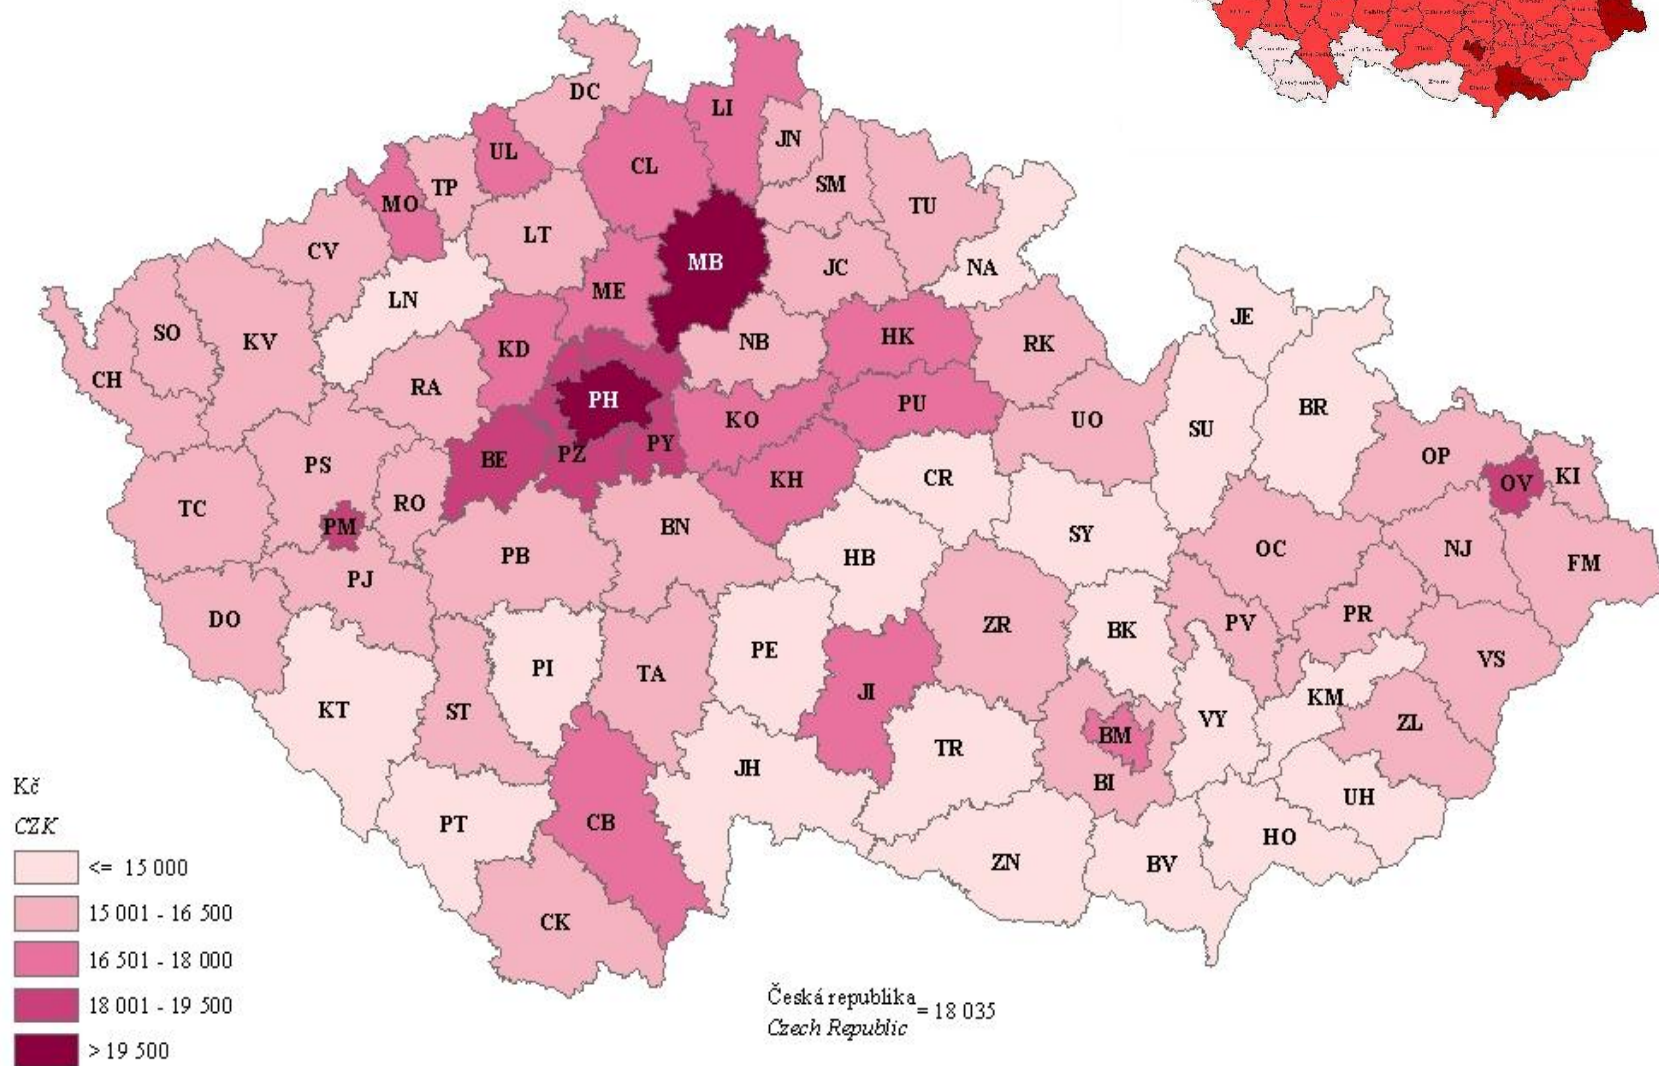 DC
LI
UL
CL
JN
MO
TP
SM
TU
CV
LT
MB
JC
NA
LN
ME
JE
SO
KV
KD
NB
HK
RK
CH
RA
PH
KO
PU
UO
BR
SU
PS
BE
PZ
PY
KH
CR
OP
OV
KI
TC
PM
RO
BN
SY
PB
HB
OC
NJ
FM
PJ
DO
ZR
BK
PV
PR
PE
PI
TA
VS
KT
ST
JI
KM
VY
ZL
BM
TR
JH
BI
UH
PT
CB
HO
ZN
BV
CK
Kč
CZK
<= 15 000
15 001 - 16 500
16 501 - 18 000
18 001 - 19 500
> 19 500
Česká republika = 18 035
Czech Republic